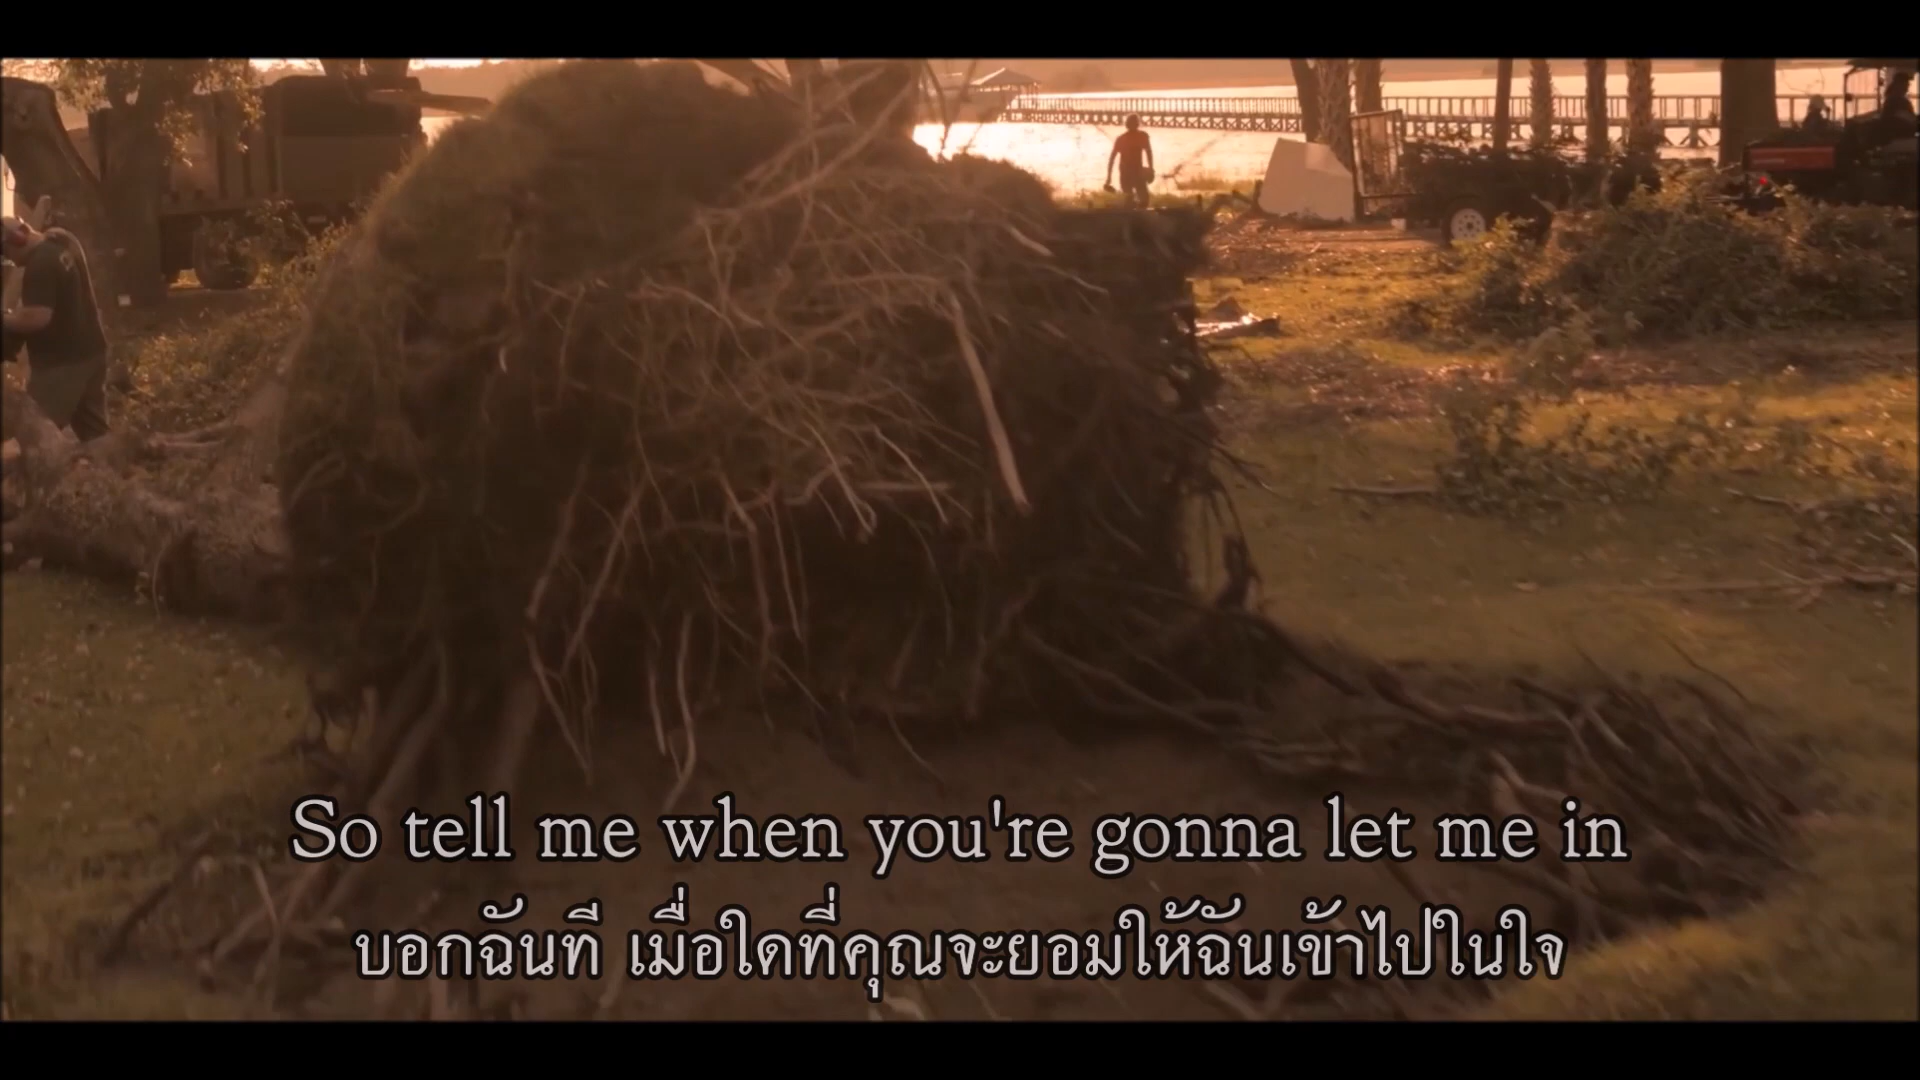 So tell me when you're gonna let me in
บอกฉันที เมื่อใดที่คุณจะยอมให้ฉันเข้าไปในใจ